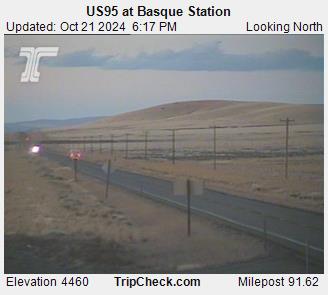 US95 at Basque Station
Updated: Oct 21 2024 6:17 PM Looking North
Elevation 4460 TripCheck.com Milepost 91.62